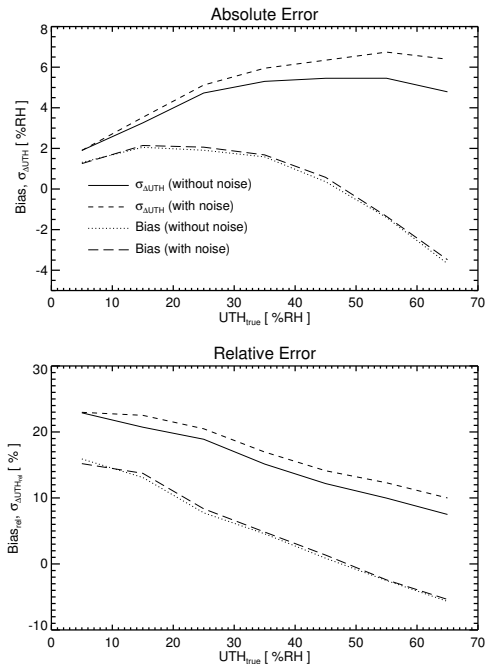 Absolute Error
8
6
4
2
0
-2
-4
Bias, σΔUTH [ %RH]
σΔUTH (without noise)
σΔUTH (with noise)
Bias (without noise)
Bias (with noise)
0 10 20 30 40 50 60 70
UTHtrue [ %RH ]
Relative Error
30
20
10
0
-10
Biasrel, σΔUTHrel [ % ]
0 10 20 30 40 50 60 70
UTHtrue [ %RH ]